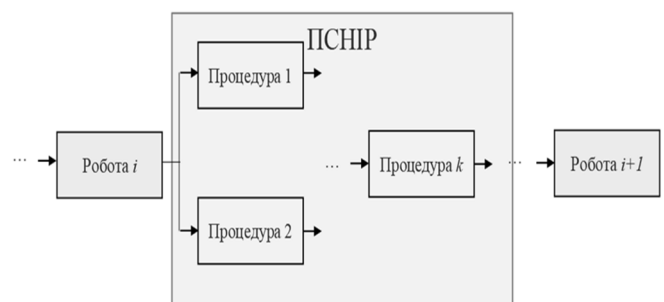 ПСНІР
Процедура 1
... Робота i
... Процедура k
... Робота i+1
Процедура 2